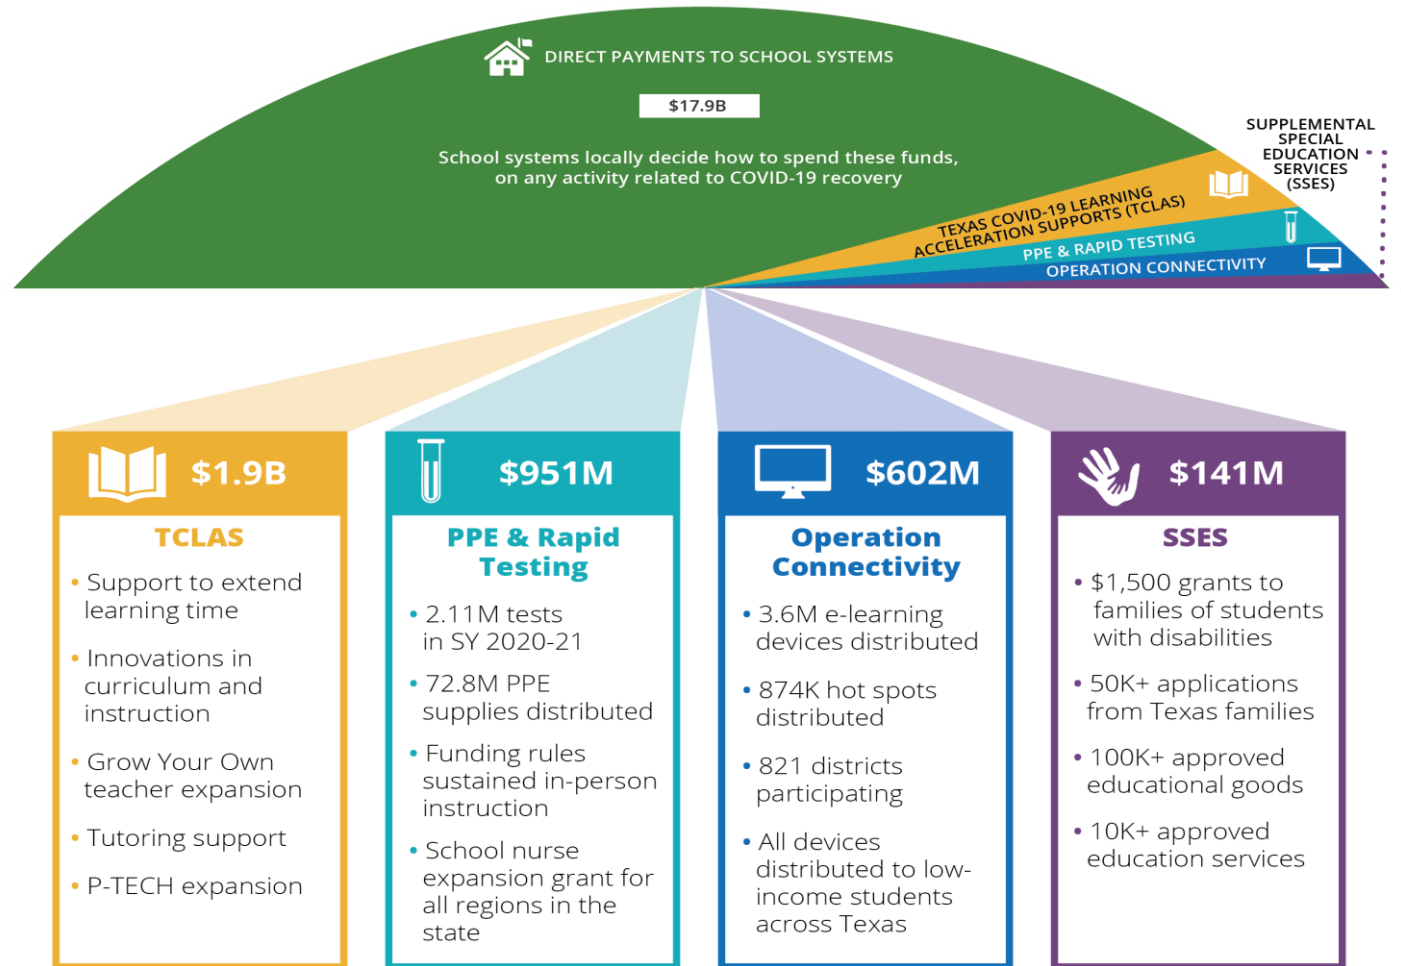 DIRECT PAYMENTS TO SCHOOL SYSTEMS
$17.9B
School systems locally decide how to spend these funds,
on any activity related to COVID-19 recovery
SUPPLEMENTAL
SPECIAL
EDUCATION
SERVICES
(SSES)
TEXAS COVID-19 LEARNING
ACCELERATION SUPPORTS (TCLAS)
PPE & RAPID TESTING
OPERATION CONNECTIVITY
$1.9B
TCLAS
• Support to extend
learning time
• Innovations in
curriculum and
instruction
• Grow Your Own
teacher expansion
• Tutoring support
• P-TECH expansion
$951M
PPE & Rapid
Testing
• 2.11M tests
in SY 2020-21
• 72.8M PPE
supplies distributed
• Funding rules
sustained in-person
instruction
• School nurse
expansion grant for
all regions in the
state
$602M
Operation
Connectivity
• 3.6M e-learning
devices distributed
• 874K hot spots
distributed
• 821 districts
participating
• All devices
distributed to low-
income students
across Texas
$141M
SSES
• $1,500 grants to
families of students
with disabilities
• 50K+ applications
from Texas families
• 100K+ approved
educational goods
• 10K+ approved
education services